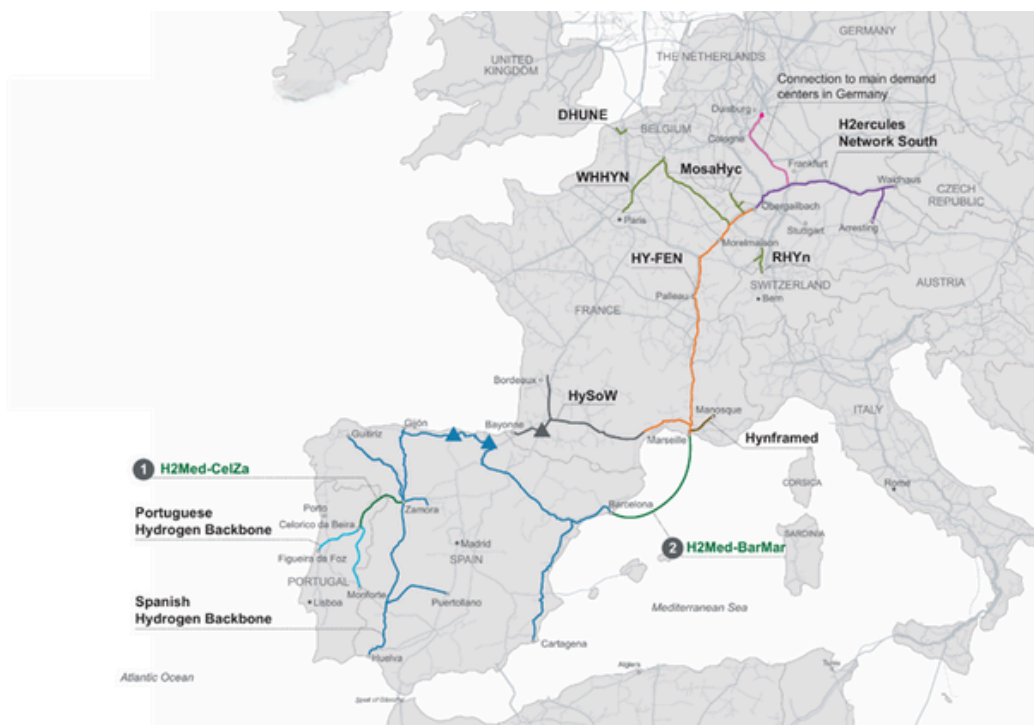 GERMANY
UNITED
KINGDOM
THE NETHERLANDS
Connection to main demand
centers in Germany
Duisburg
DHUNE
BELGIUM
Cologne
H2ercules
Network South
Frankfurt
WHHYN
MosaHyc
Waldhaus
CZECH
REPUBLIC
Obergailbach
Paris
Stuttgart
Arresting
Morelmaison
HY-FEN
RHYn
SWITZERLAND
AUSTRIA
Palleau
Bern
FRANCE
Bordeaux
HySoW
Manosque
ITALY
Gijón
Bayonne
Guitiriz
Marseille
Hynframed
1 H2Med-CelZa
CORSICA
Rome
Barcelona
Porto
Zamora
Portuguese
Hydrogen Backbone
Celorico da Beira
SARDINIA
Madrid
2 H2Med-BarMar
Figueira da Foz
SPAIN
PORTUGAL
Monforte
Puertollano
Lisboa
Spanish
Hydrogen Backbone
Mediterranean Sea
Cartagena
Huelva
Algiers
Tunis
Atlantic Ocean